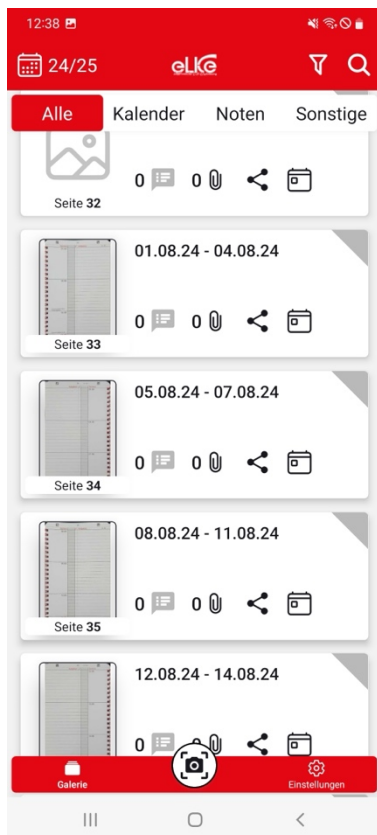 12:38
24/25
eLKe
Alle Kalender Noten Sonstige
0 0
Seite 32
01.08.24 - 04.08.24
0 0
Seite 33
05.08.24 - 07.08.24
0 0
Seite 34
08.08.24 - 11.08.24
0 0
Seite 35
12.08.24 - 14.08.24
0 0
Galerie
Einstellungen